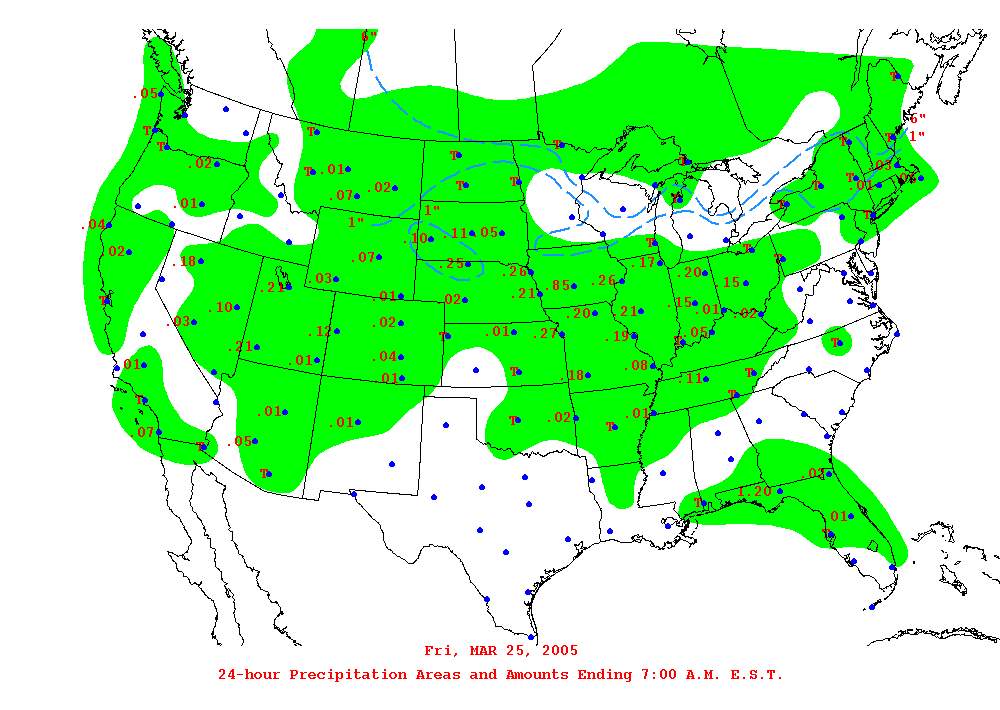 6"
.05
T
T
T
T
T
6"
1"
T
T
.02
T
.01
T
T
T
T
.03
.07
.02
T
T
.01
.01
1"
1"
T
T
.04
.10
.11
.05
T
.02
.18
.07
.25
.26
.17
T
T
.21
.03
.01
.02
.21
.85
.26
.20
.15
T
.10
.03
.12
.02
T
.01
.27
.20
.21
.19
.15
.01
.02
T
.05
T
.21
.01
.04
.01
T
.18
.08
.11
T
T
.01
T
.01
.01
T
.02
T
.01
.07
T
.05
T
.02
1.20
T
.01
T
Fri, MAR 25, 2005
24-hour Precipitation Areas and Amounts Ending 7:00 A.M. E.S.T.